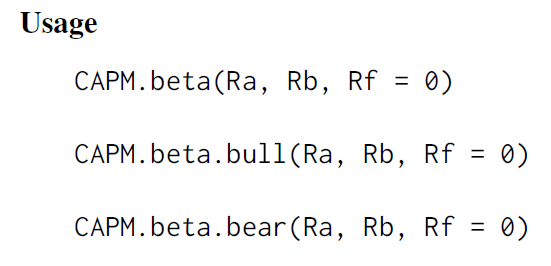 Usage
CAPM.beta(Ra, Rb, Rf = 0)
CAPM.beta.bull(Ra, Rb, Rf = 0)
CAPM.beta.bear(Ra, Rb, Rf = 0)